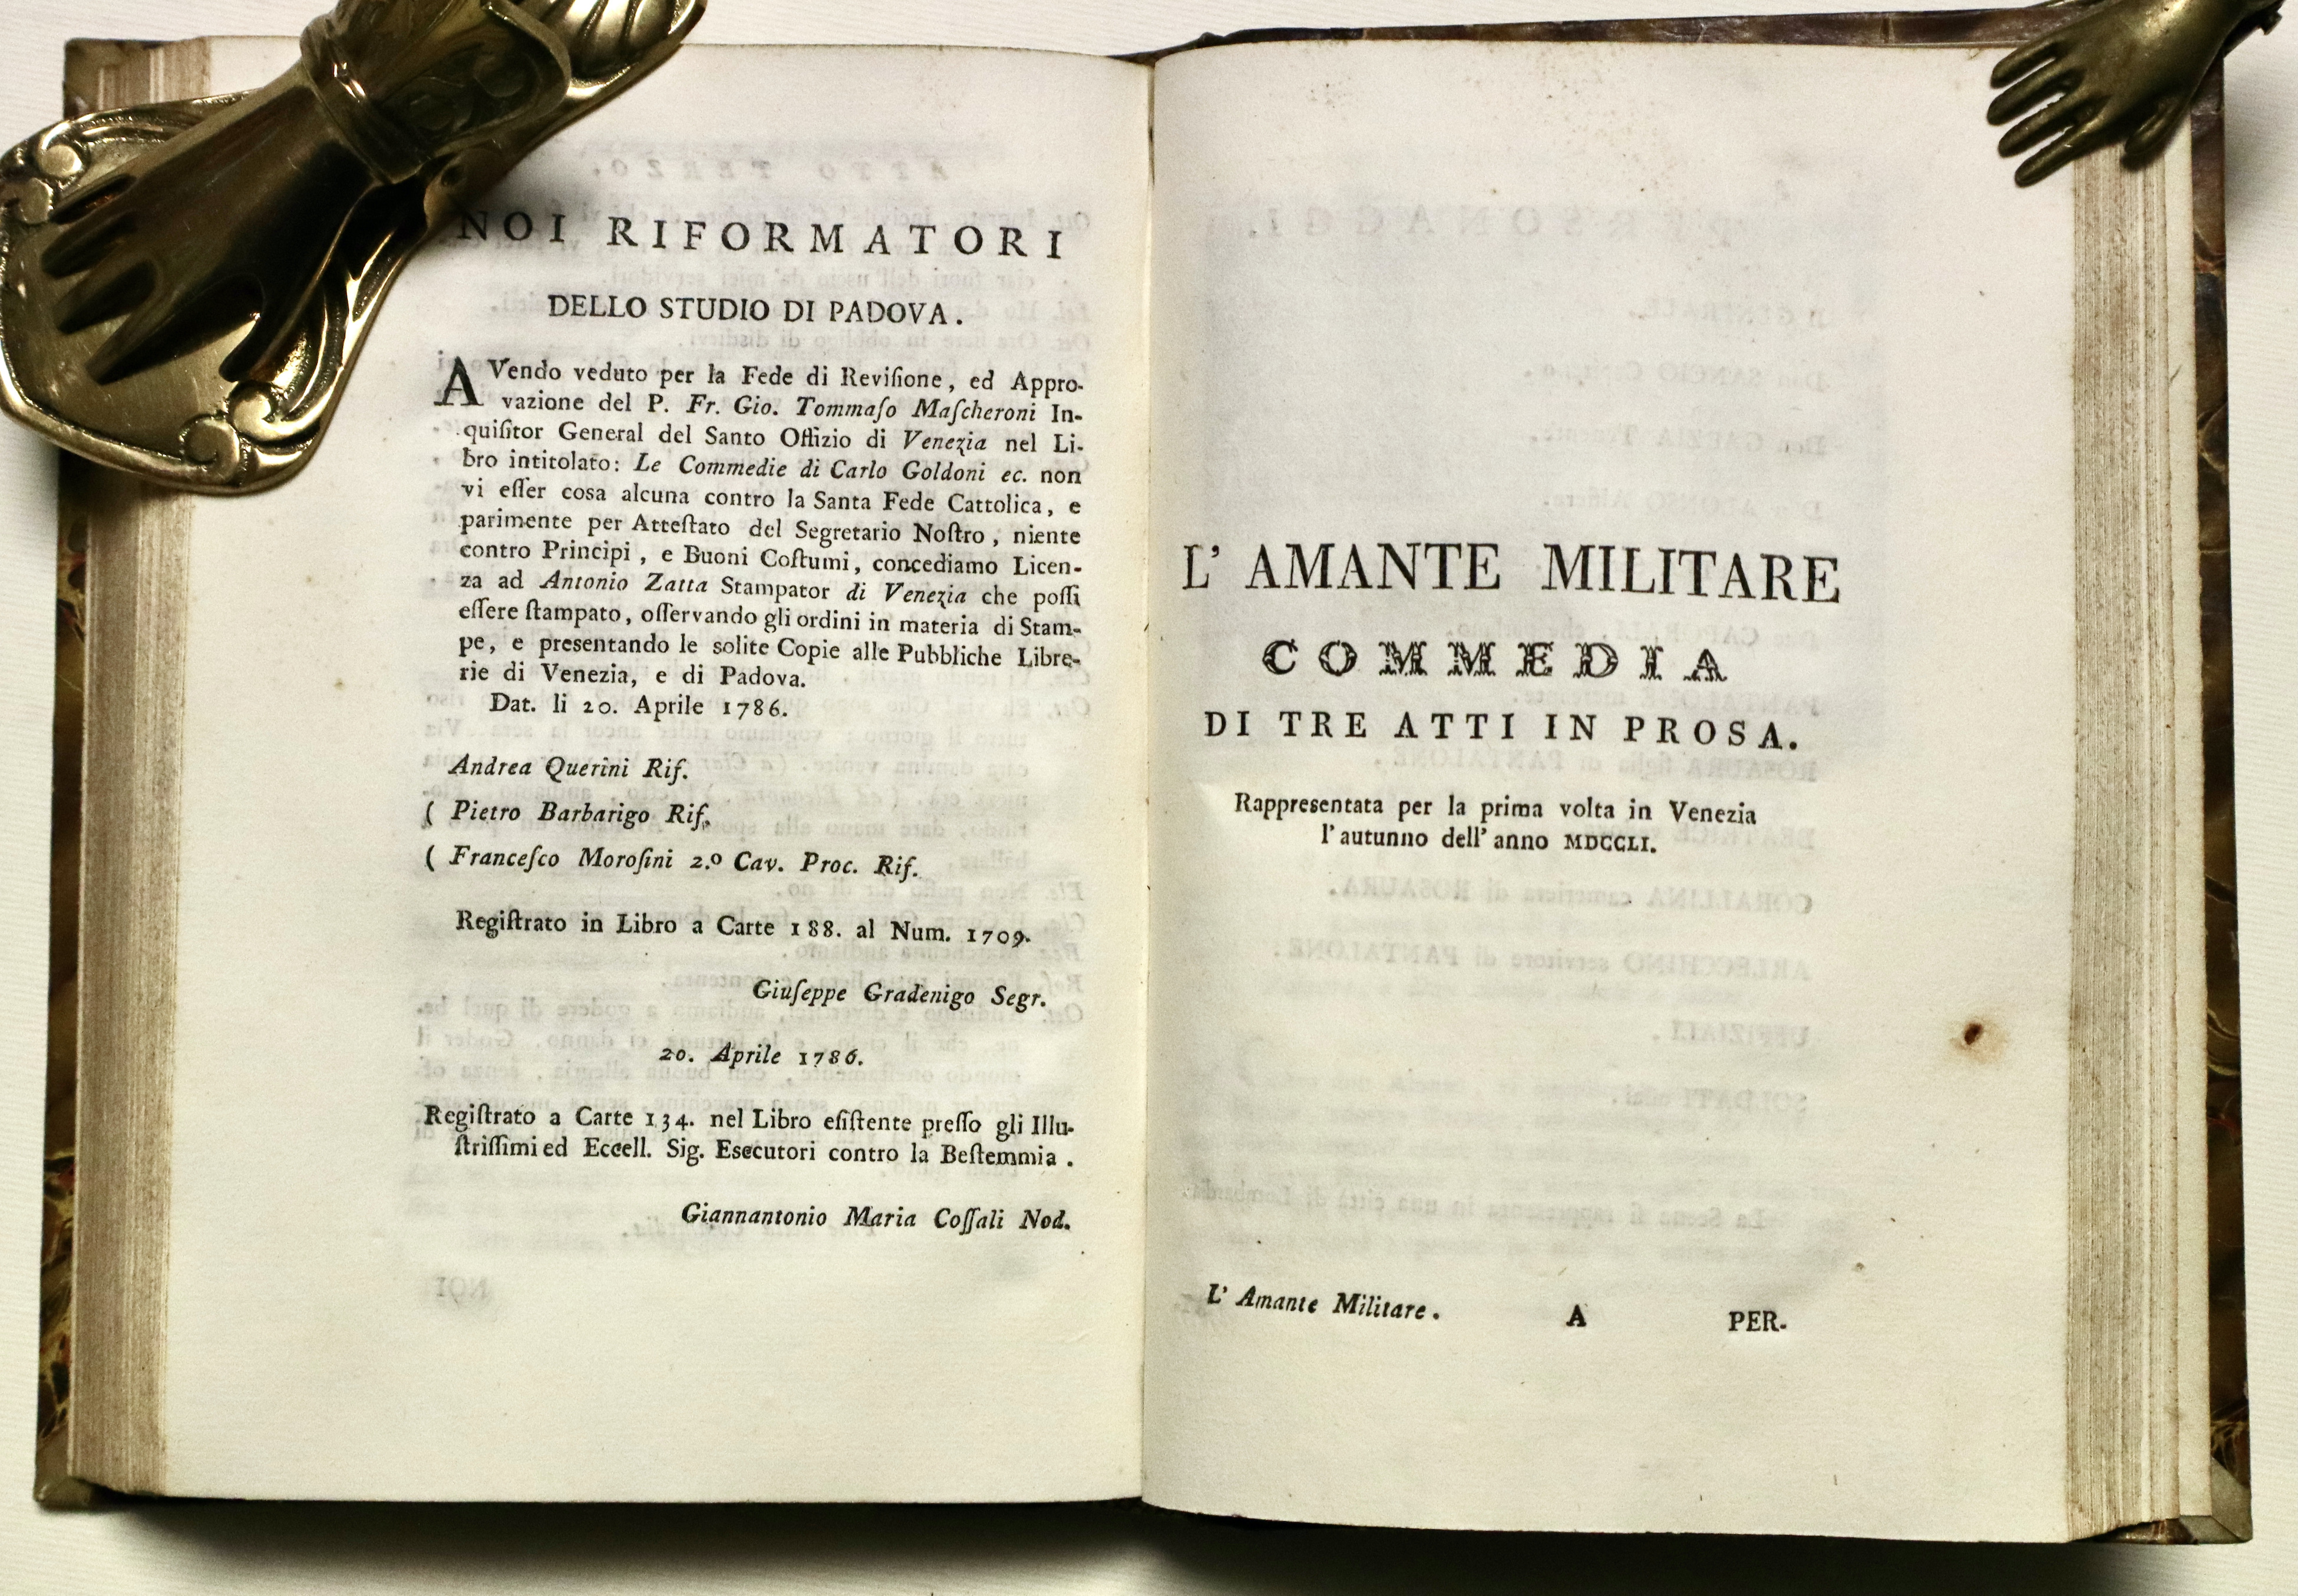 NOI RIFORMATORI
DELLO STUDIO DI PADOVA.
AVendo veduto per la Fede di Reviſione, ed Appro-
vazione del P. Fr. Gio. Tommaſo Maſcheroni In-
quiſitor General del Santo Offizio di Venezia nel Li-
bro intitolato: Le Commedie di Carlo Goldoni ec. non
vi eſſer cosa alcuna contro la Santa Fede Cattolica, e
parimente per Atteſtato del Segretario Noſtro, niente
contro Principi, e Buoni Coſtumi, concediamo Licen-
za ad Antonio Zatta Stampator di Venezia che poſſi
eſſere ſtampato, oſſervando gli ordini in materia di Stam-
pe, e presentando le solite Copie alle Pubbliche Libre-
rie di Venezia, e di Padova.
Dat. li 20. Aprile 1786.
Andrea Querini Rif.
( Pietro Barbarigo Rif.
( Franceſco Moroſini 2.º Cav. Proc. Rif.
Regiſtrato in Libro a Carte 188. al Num. 1709.
Giuſeppe Gradenigo Segr.
20. Aprile 1786.
Regiſtrato a Carte 134. nel Libro eſiſtente preſſo gli Illu-
ſtriſſimi ed Eccell. Sig. Esecutori contro la Beſtemmia.
Giannantonio Maria Coſſali Nod.
L' AMANTE MILITARE
COMMEDIA
DI TRE ATTI IN PROSA.
Rappresentata per la prima volta in Venezia
l'autunno dell'anno MDCCLI.
L' Amante Militare. A PER-